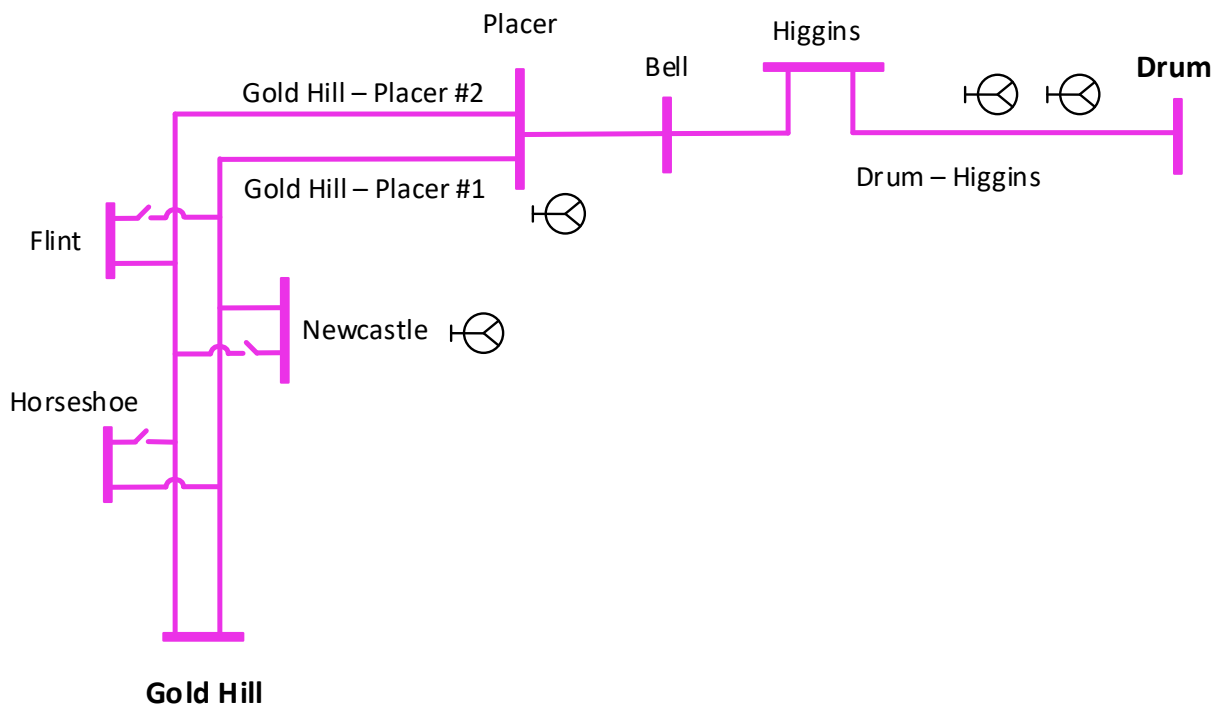 Placer
Higgins
Bell
Drum
Gold Hill – Placer #2
Gold Hill – Placer #1
Drum – Higgins
Flint
Newcastle
Horseshoe
Gold Hill